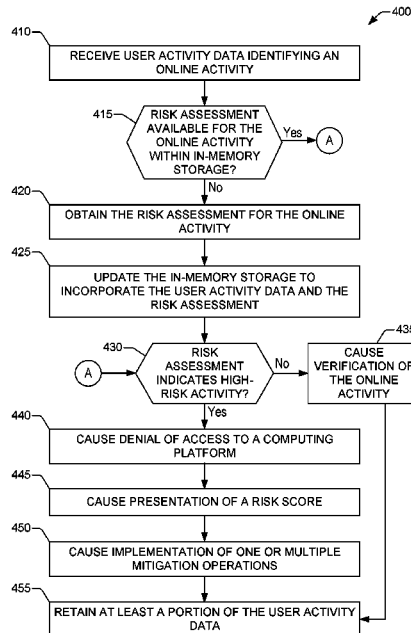 400
410
RECEIVE USER ACTIVITY DATA IDENTIFYING AN
ONLINE ACTIVITY
415
RISK ASSESSMENT
AVAILABLE FOR THE
ONLINE ACTIVITY
WITHIN IN-MEMORY
STORAGE?
Yes
A
No
420
OBTAIN THE RISK ASSESSMENT FOR THE ONLINE
ACTIVITY
425
UPDATE THE IN-MEMORY STORAGE TO
INCORPORATE THE USER ACTIVITY DATA AND THE
RISK ASSESSMENT
A
430
RISK
ASSESSMENT
INDICATES HIGH-
RISK ACTIVITY?
No
435
CAUSE
VERIFICATION OF
THE ONLINE
ACTIVITY
Yes
440
CAUSE DENIAL OF ACCESS TO A COMPUTING
PLATFORM
445
CAUSE PRESENTATION OF A RISK SCORE
450
CAUSE IMPLEMENTATION OF ONE OR MULTIPLE
MITIGATION OPERATIONS
455
RETAIN AT LEAST A PORTION OF THE USER ACTIVITY
DATA